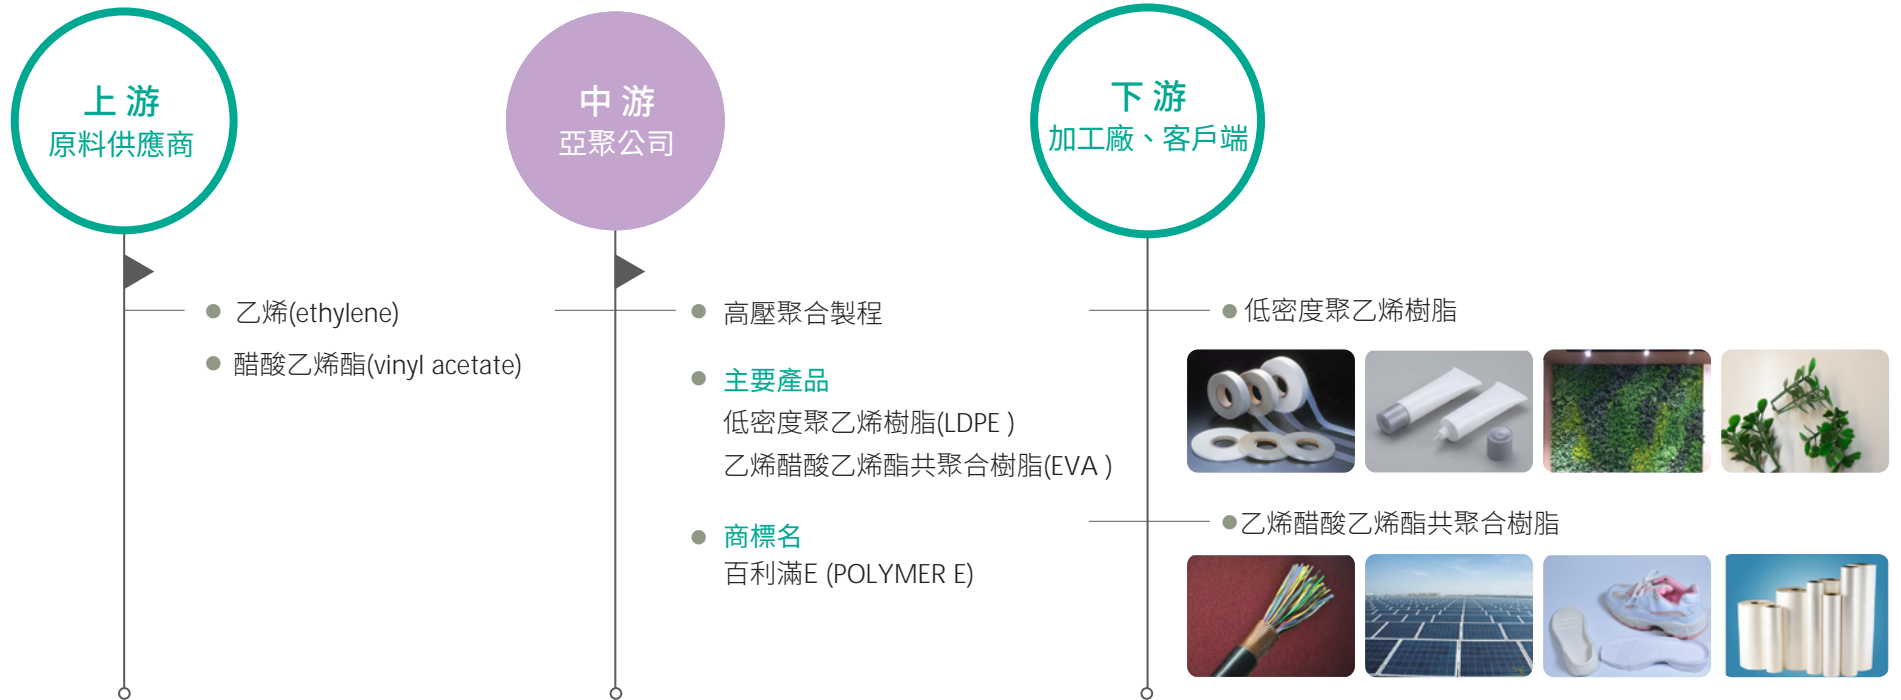 上游
原料供應商
乙烯(ethylene)
醋酸乙烯酯(vinyl acetate)
中游
亞聚公司
高壓聚合製程
主要產品
低密度聚乙烯樹脂(LDPE )
乙烯醋酸乙烯酯共聚合樹脂(EVA )
商標名
百利滿E (POLYMER E)
下游
加工廠、客戶端
低密度聚乙烯樹脂
乙烯醋酸乙烯酯共聚合樹脂